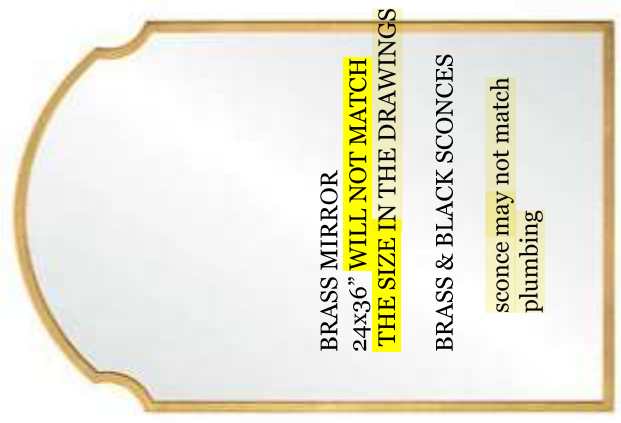 BRASS MIRROR
24x36” WILL NOT MATCH
THE SIZE IN THE DRAWINGS
BRASS & BLACK SCONCES
sconce may not match
plumbing